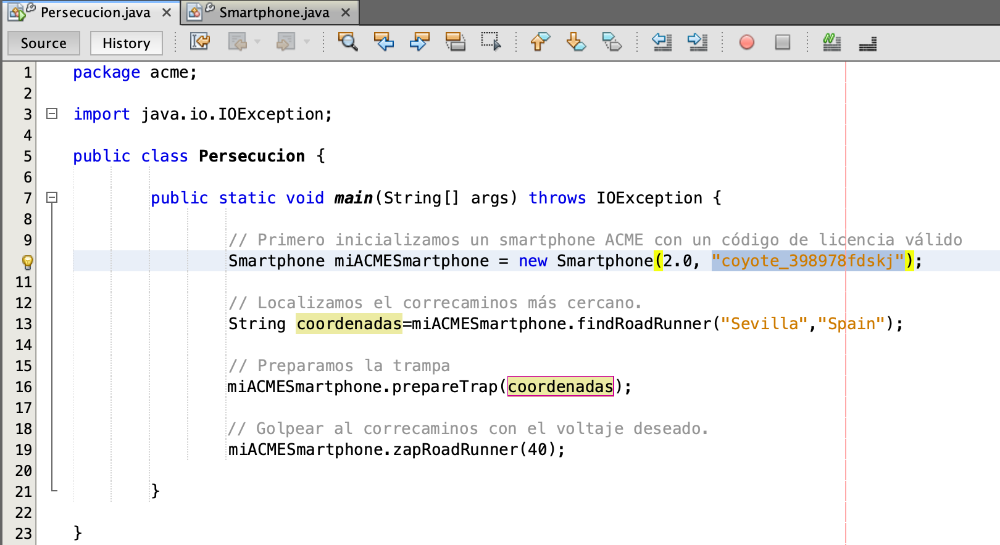 Persecucion.java Smartphone.java
Source History
1 package acme;
2
3 import java.io.IOException;
4
5 public class Persecucion {
6
7 public static void main(String[] args) throws IOException {
8
9 // Primero inicializamos un smartphone ACME con un código de licencia válido
Smartphone miACMESmartphone = new Smartphone(2.0, "coyote_398978fdskj");
11
12 // Localizamos el correcaminos más cercano.
13 String coordenadas=miACMESmartphone.findRoadRunner("Sevilla","Spain");
14
15 // Preparamos la trampa
16 miACMESmartphone.prepareTrap(coordenadas);
17
18 // Golpear al correcaminos con el voltaje deseado.
19 miACMESmartphone.zapRoadRunner(40);
20
21 }
22
23 }